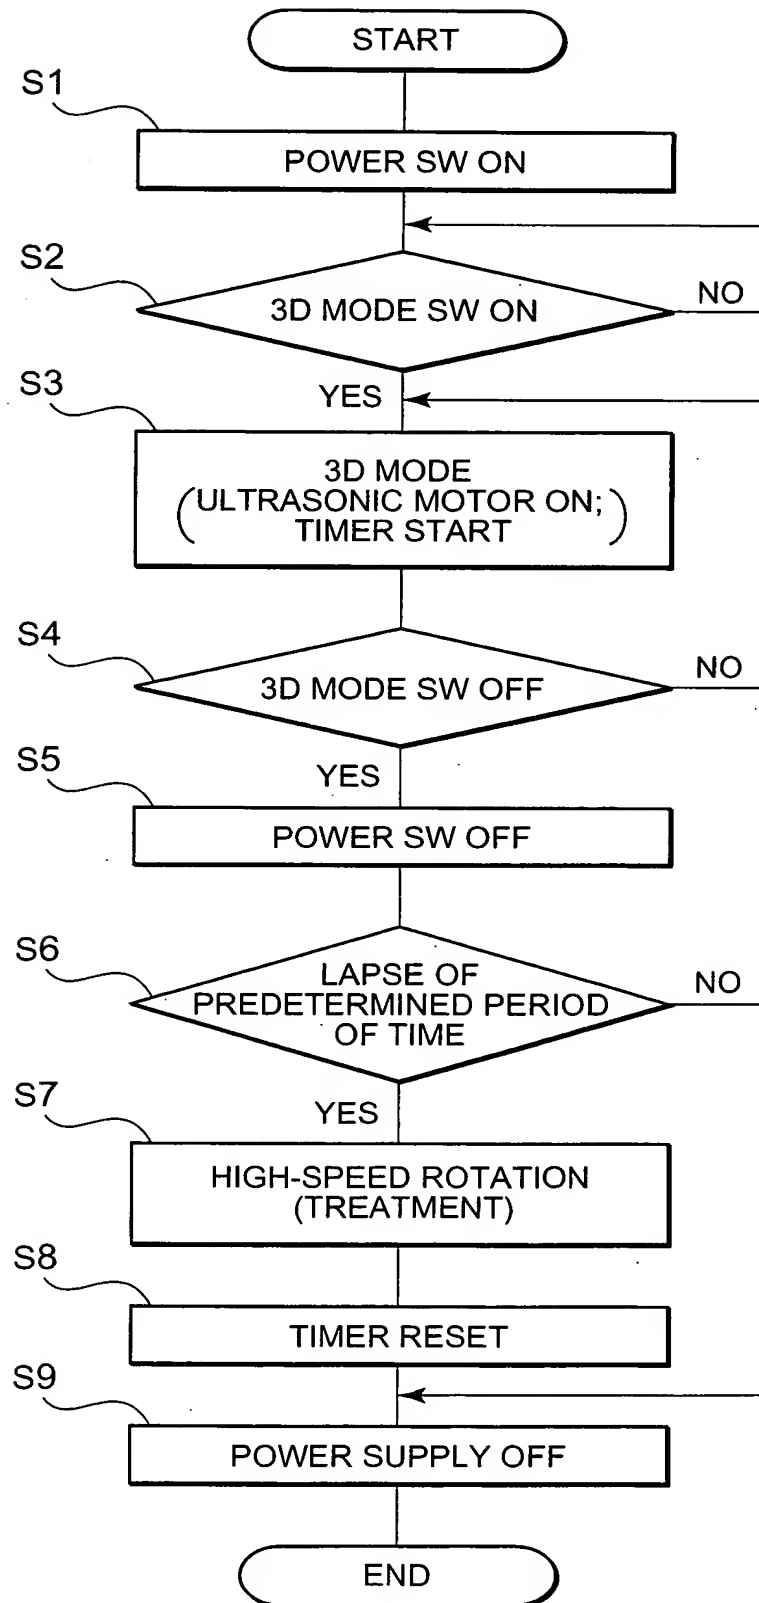 START
S1
POWER SW ON
S2
3D MODE SW ON
NO
YES
S3
3D MODE
(ULTRASONIC MOTOR ON;
TIMER START)
S4
3D MODE SW OFF
NO
YES
S5
POWER SW OFF
S6
LAPSE OF
PREDETERMINED PERIOD
OF TIME
NO
YES
S7
HIGH-SPEED ROTATION
(TREATMENT)
S8
TIMER RESET
S9
POWER SUPPLY OFF
END